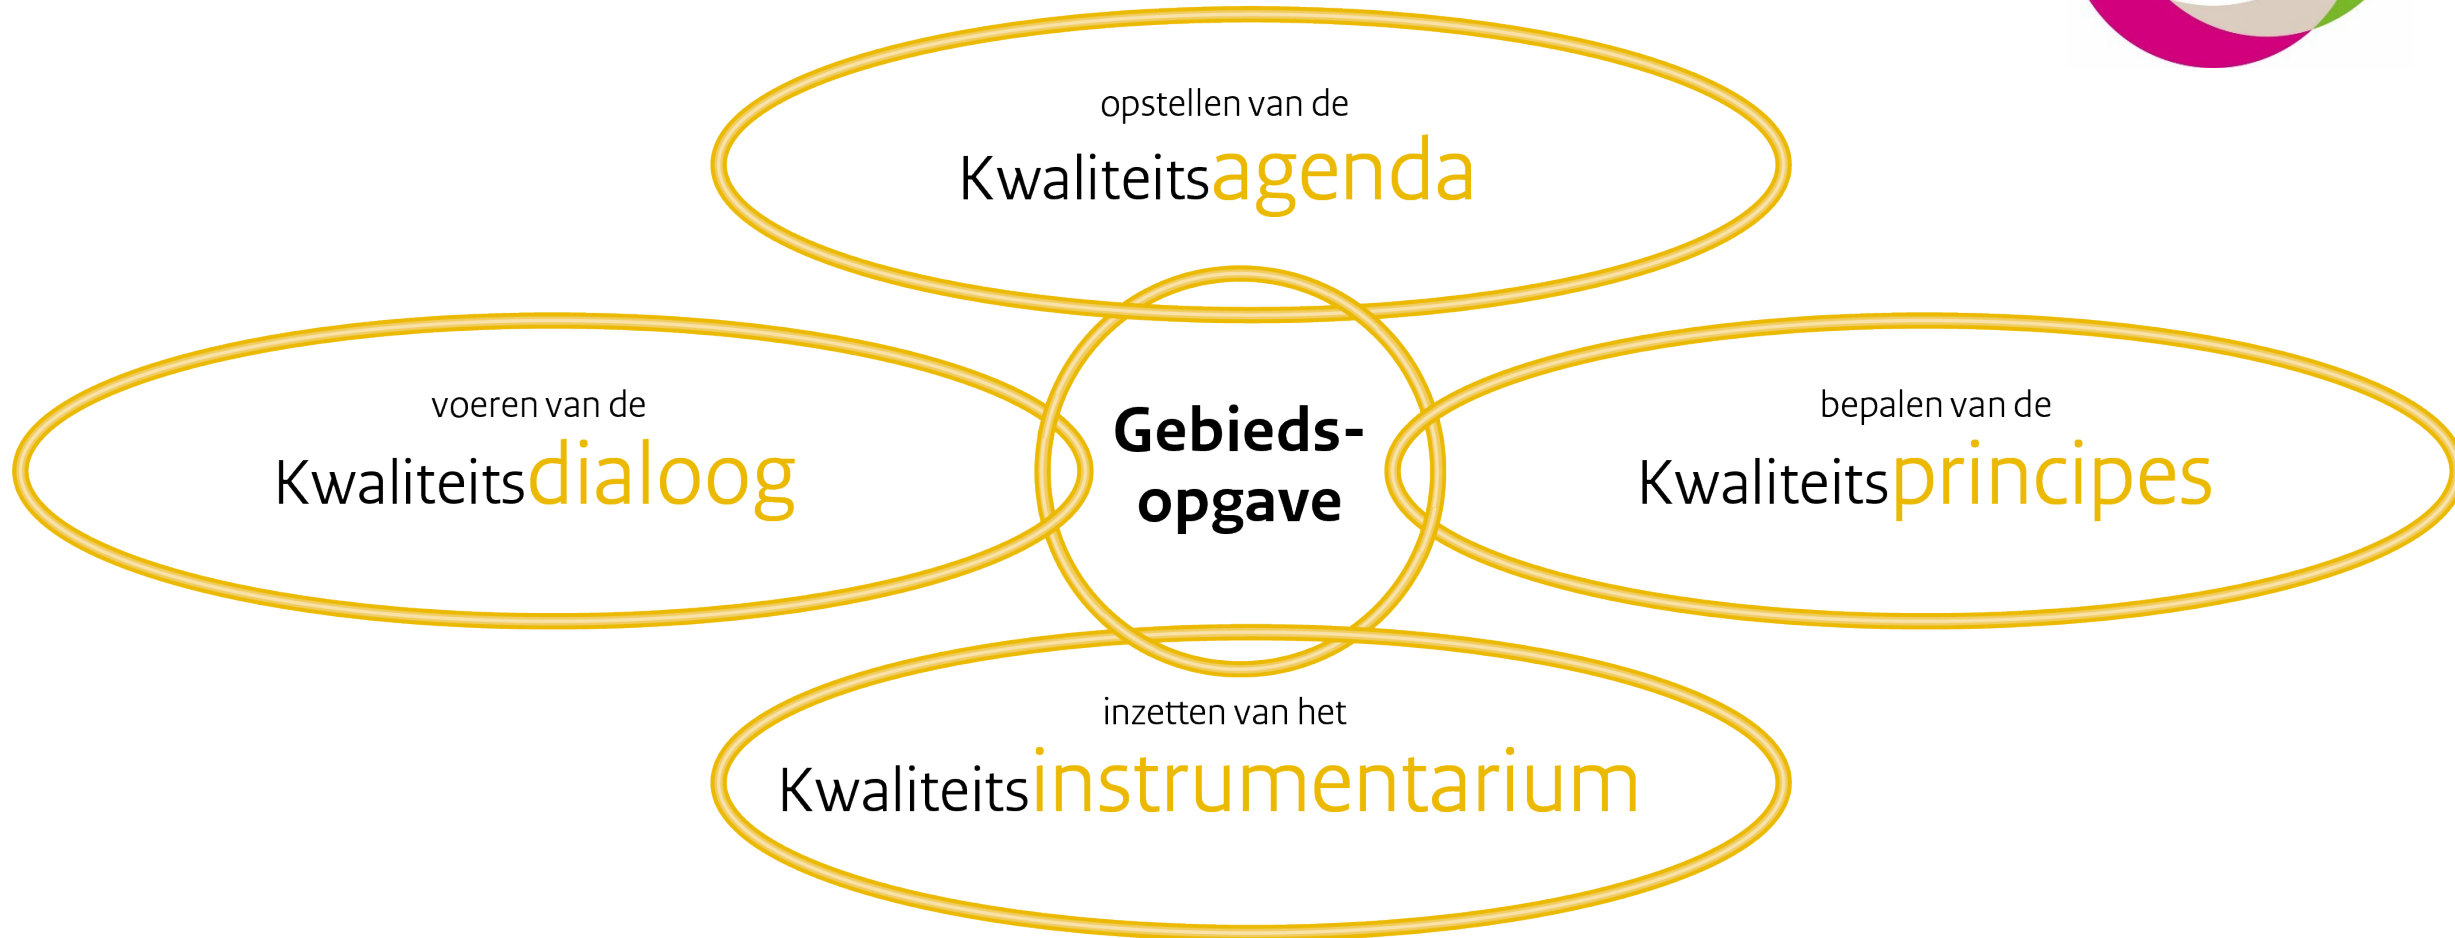 opstellen van de
Kwaliteitsagenda
voeren van de
Kwaliteitsdialoog
Gebieds-
opgave
bepalen van de
Kwaliteitsprincipes
inzetten van het
Kwaliteitsinstrumentarium